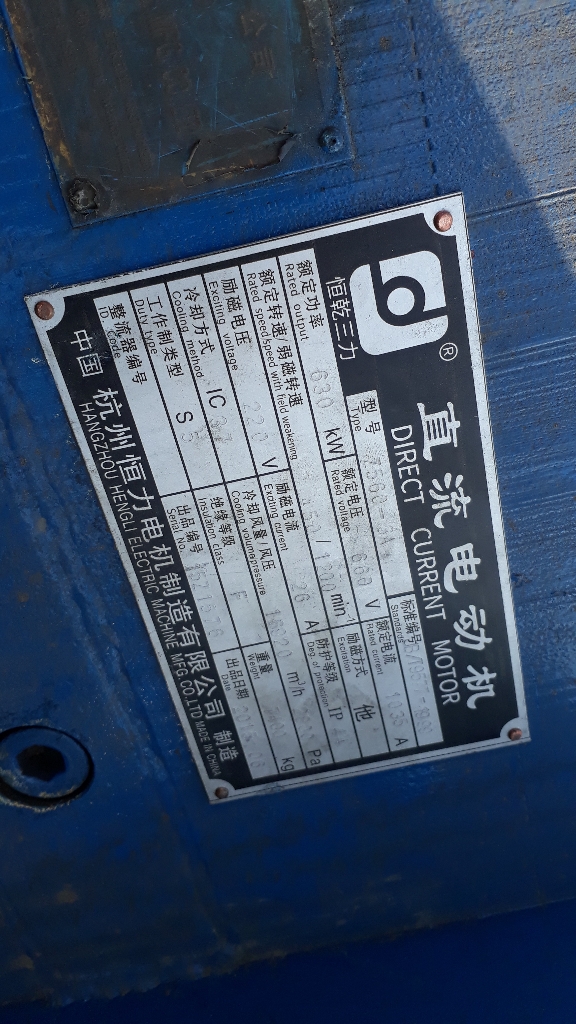 公司
®
恒乾三力
直流电动机
DIRECT CURRENT MOTOR
型号
Type
标准编号
Standards
额定功率
Rated output
630 kW
额定电压
Rated voltage
660 V
额定电流
Rated current
A
额定转速/弱磁转速
Rated speed/speed with field weakening
min-1
励磁方式
Excitation
他
励磁电压
Exciting voltage
220 V
励磁电流
Exciting current
A
防护等级
Deg. of protection
IP
冷却方式
Cooling method
IC
冷却风量/风压
Cooling volume/pressure
m³/h
Pa
工作制类型
Duty type
S
绝缘等级
Insulation class
F
重量
Weight
kg
整流器编号
ID. Code
出品编号
Serial No.
出品日期
Date
中国 杭州恒力电机制造有限公司 制造
HANGZHOU HENGLI ELECTRIC MACHINE MFG.CO.LTD MADE IN CHINA